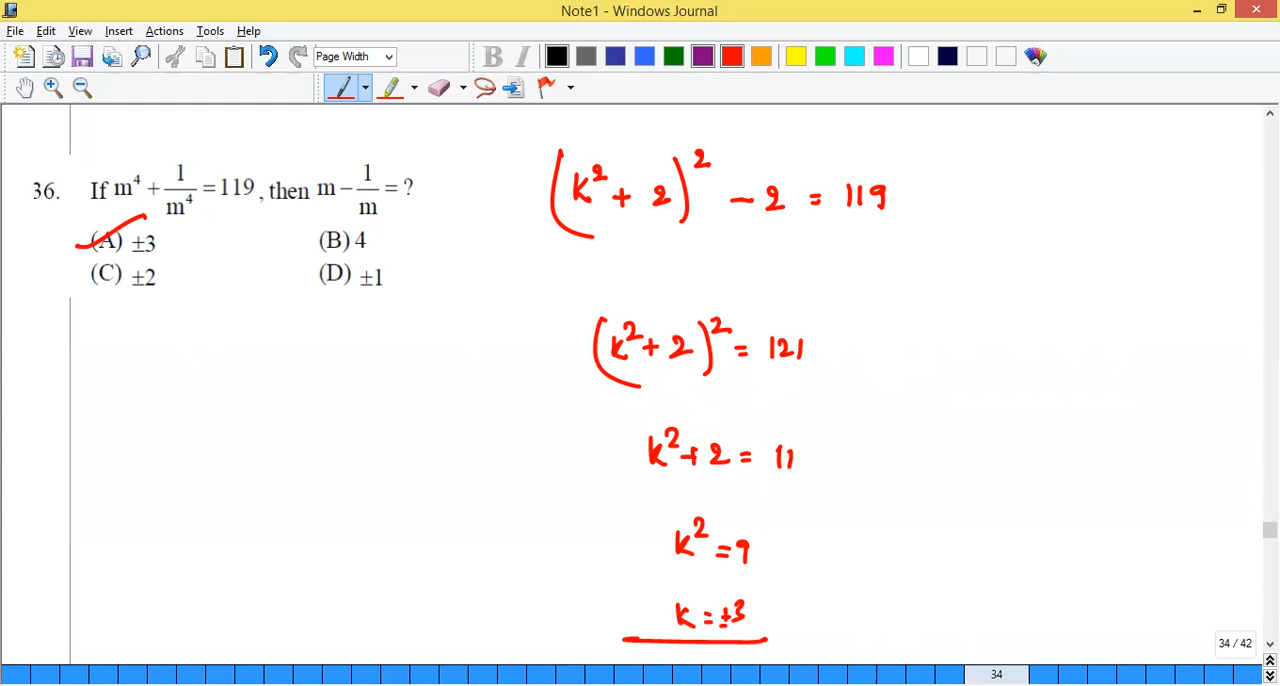 Note1 - Windows Journal
File Edit View Insert Actions Tools Help
Page Width
36. If m⁴ + 1/m⁴ = 119, then m − 1/m = ?
(A) ±3 (B) 4
(C) ±2 (D) ±1
(K² + 2)² − 2 = 119
(K² + 2)² = 121
K² + 2 = 11
K² = 9
K = ±3
34 / 42
34